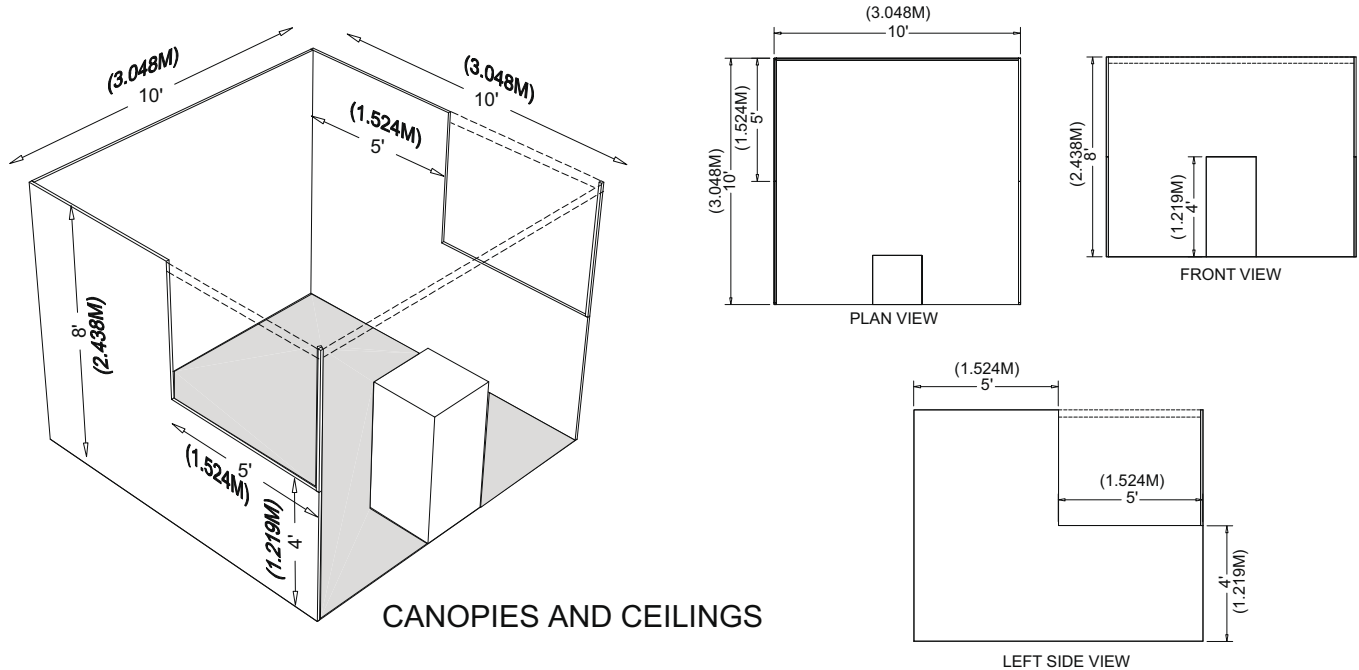 (3.048M)
10'
(3.048M)
10'
(1.524M)
5'
8'
(2.438M)
5'
(1.524M)
(1.219M)
4'
CANOPIES AND CEILINGS
(3.048M)
10'
(1.524M)
5'
(3.048M)
10'
PLAN VIEW
(2.438M)
8'
(1.219M)
4'
FRONT VIEW
(1.524M)
5'
(1.524M)
5'
4'
(1.219M)
LEFT SIDE VIEW